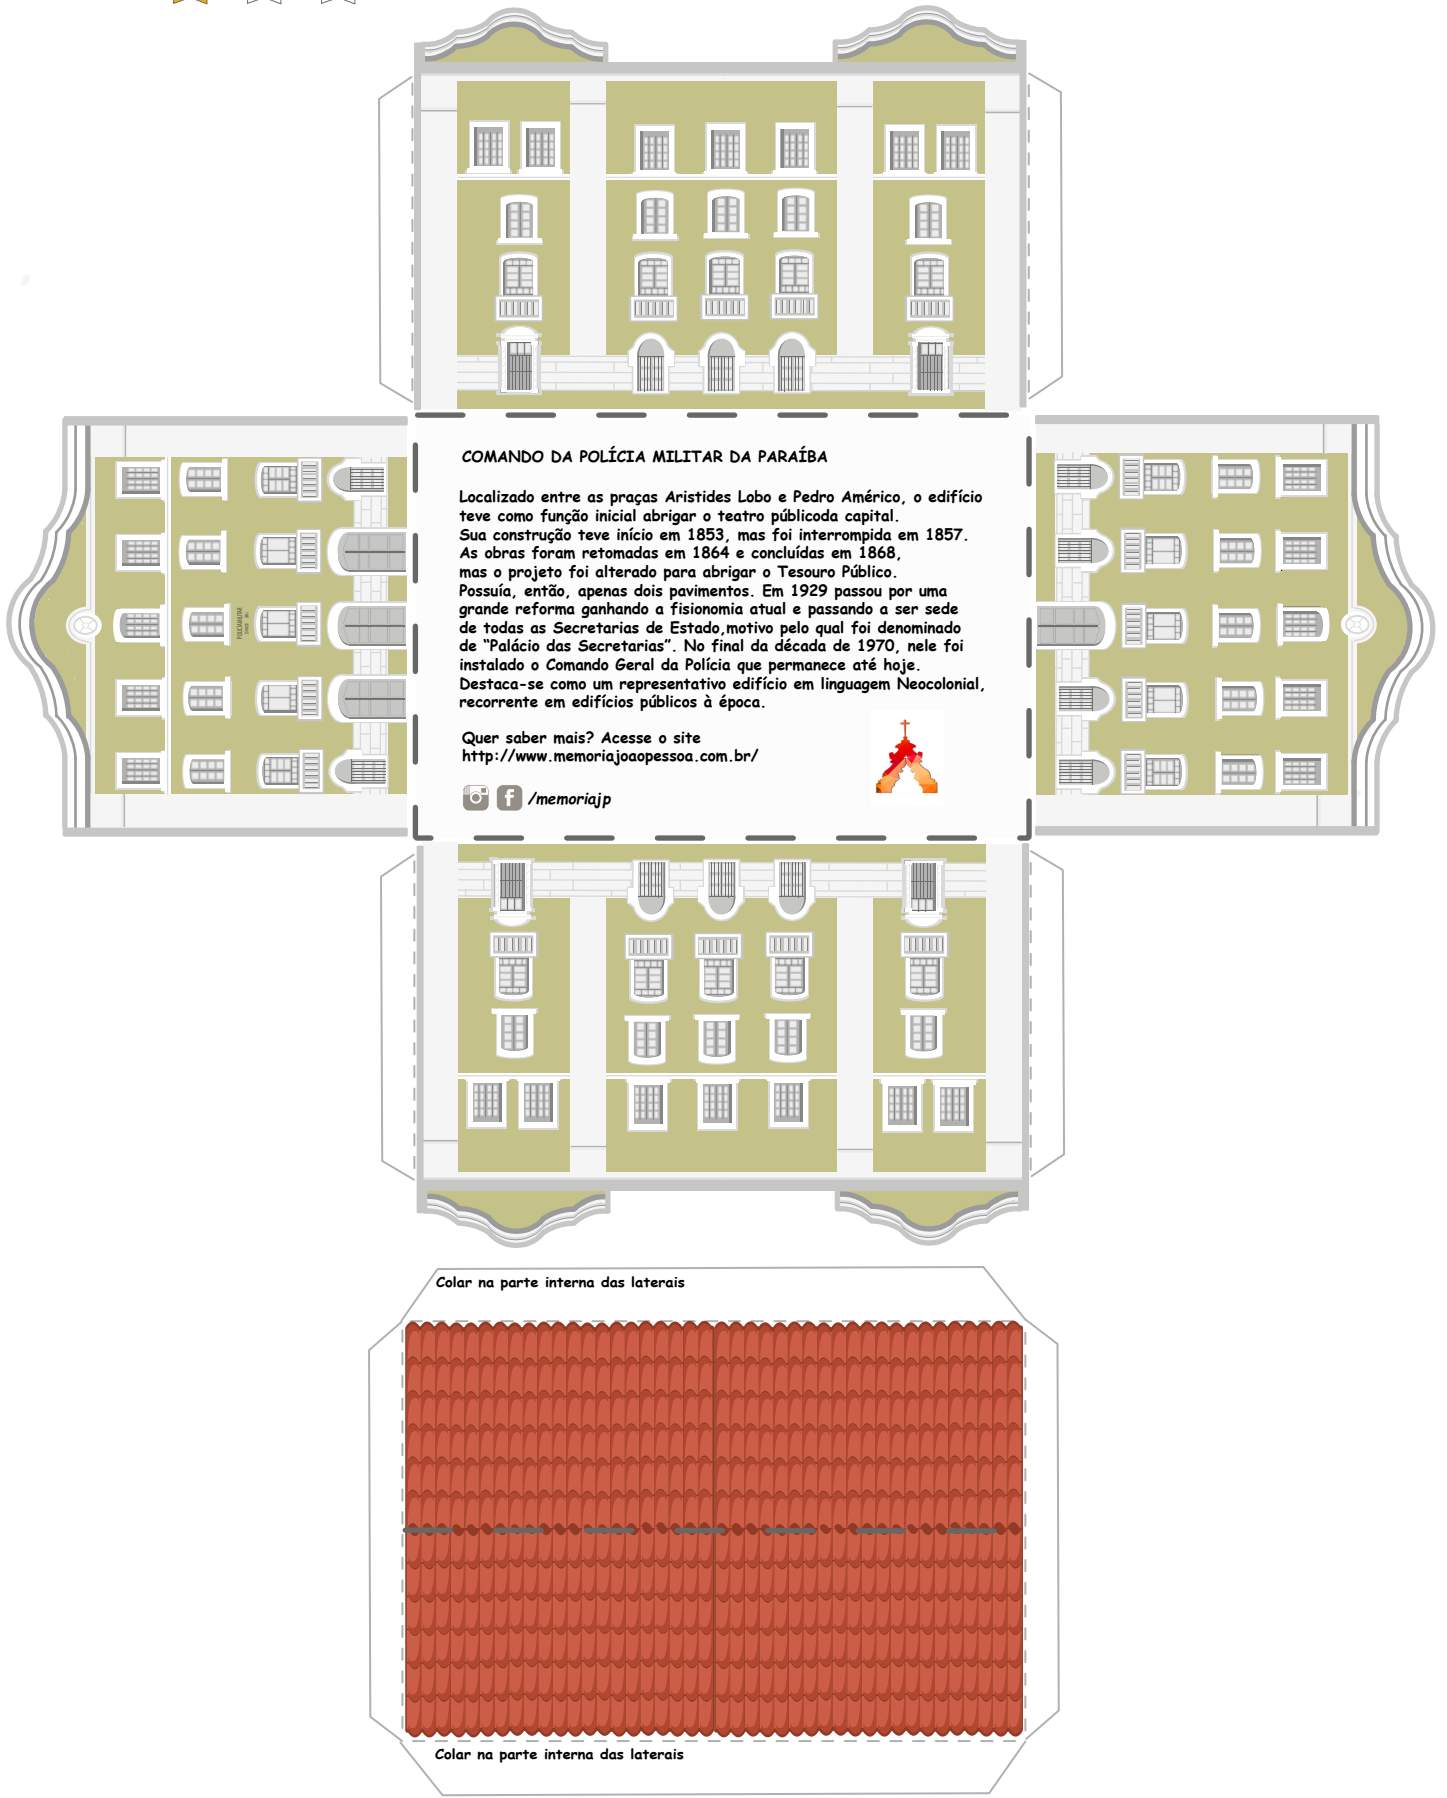 COMANDO DA POLÍCIA MILITAR DA PARAÍBA
Localizado entre as praças Aristides Lobo e Pedro Américo, o edifício
teve como função inicial abrigar o teatro públicoda capital.
Sua construção teve início em 1853, mas foi interrompida em 1857.
As obras foram retomadas em 1864 e concluídas em 1868,
mas o projeto foi alterado para abrigar o Tesouro Público.
Possuía, então, apenas dois pavimentos. Em 1929 passou por uma
grande reforma ganhando a fisionomia atual e passando a ser sede
de todas as Secretarias de Estado,motivo pelo qual foi denominado
de “Palácio das Secretarias”. No final da década de 1970, nele foi
instalado o Comando Geral da Polícia que permanece até hoje.
Destaca-se como um representativo edifício em linguagem Neocolonial,
recorrente em edifícios públicos à época.
Quer saber mais? Acesse o site
http://www.memoriajoaopessoa.com.br/
/memoriajp
Colar na parte interna das laterais
Colar na parte interna das laterais